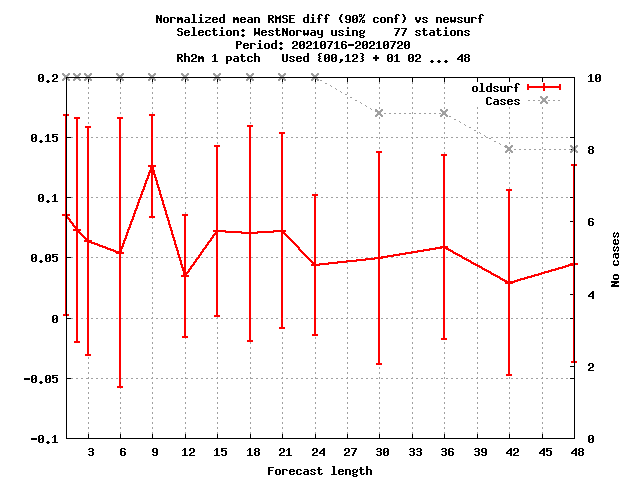 Normalized mean RMSE diff (90% conf) vs newsurf
Selection: WestNorway using    77 stations
Period: 20210716-20210720
Rh2m 1 patch   Used {00,12} + 01 02 ... 48
oldsurf
Cases
0.2
0.15
0.1
0.05
0
-0.05
-0.1
10
8
6
4
2
0
No cases
3 6 9 12 15 18 21 24 27 30 33 36 39 42 45 48
Forecast length